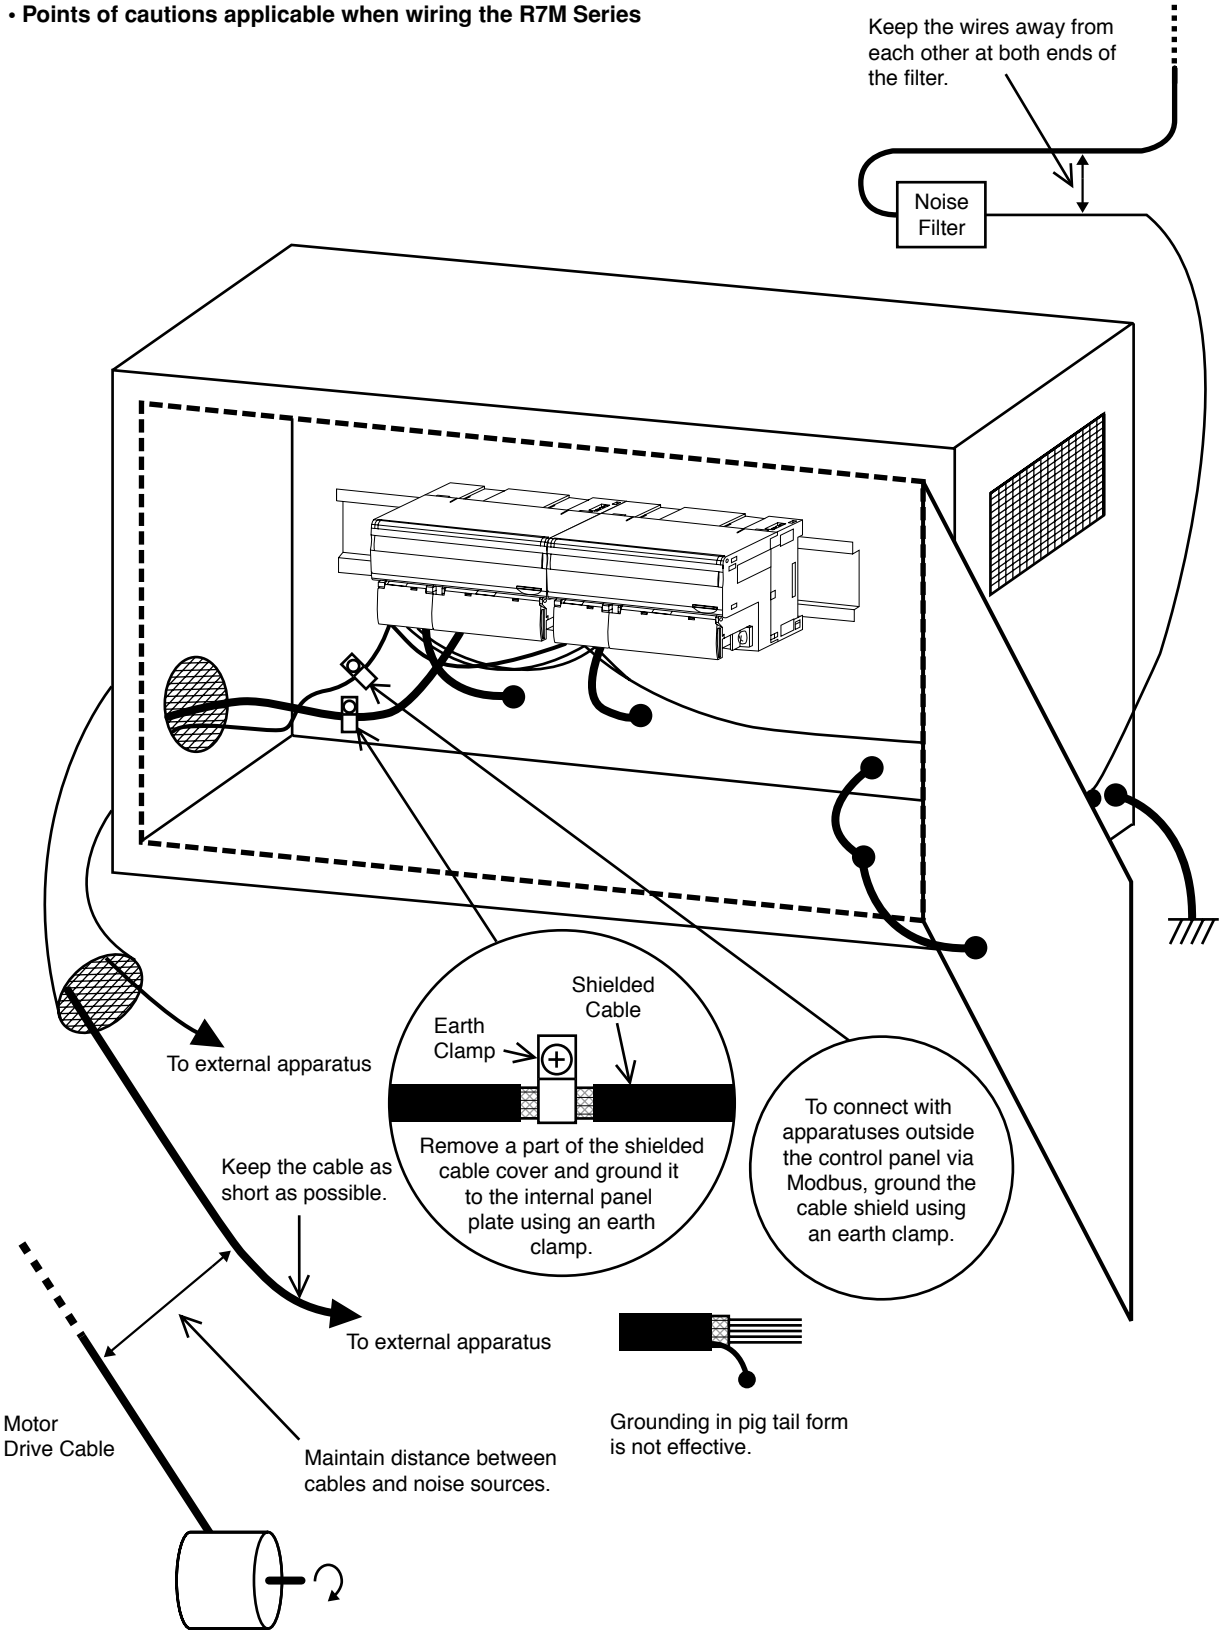 • Points of cautions applicable when wiring the R7M Series
Keep the wires away from
each other at both ends of
the filter.
Noise
Filter
Shielded
Cable
Earth
Clamp
To external apparatus
Remove a part of the shielded
cable cover and ground it
to the internal panel
plate using an earth
clamp.
To connect with
apparatuses outside
the control panel via
Modbus, ground the
cable shield using
an earth clamp.
Keep the cable as
short as possible.
To external apparatus
Motor
Drive Cable
Maintain distance between
cables and noise sources.
Grounding in pig tail form
is not effective.